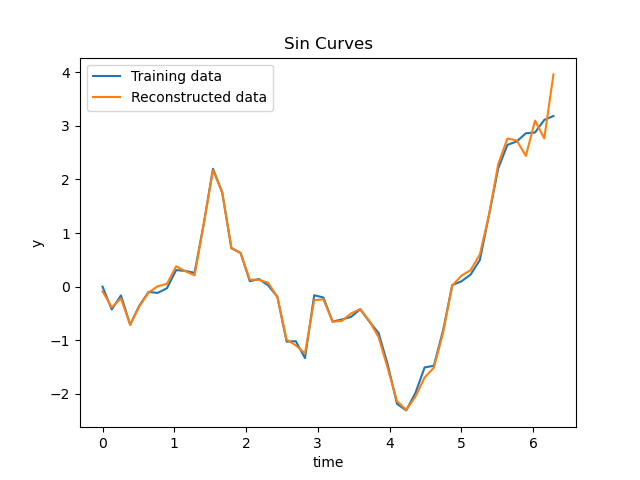 Sin Curves
Training data
Reconstructed data
4
3
2
1
0
−1
−2
y
0 1 2 3 4 5 6
time